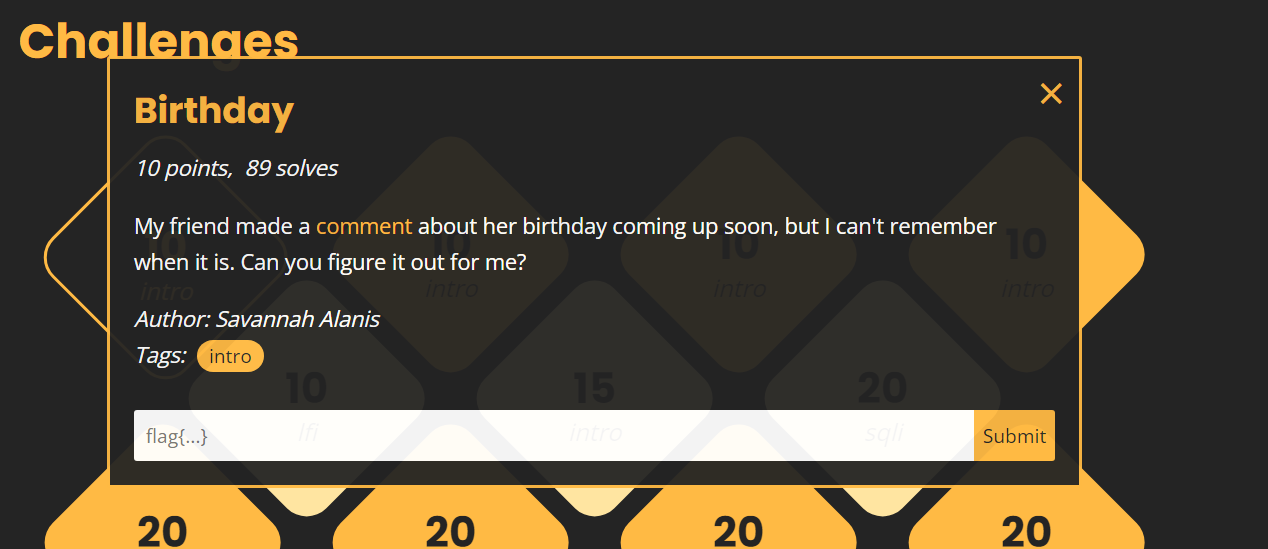 Challenges
Birthday
10 points, 89 solves
My friend made a comment about her birthday coming up soon, but I can't remember
when it is. Can you figure it out for me?
10
10
10
10
intro
intro
intro
intro
Author: Savannah Alanis
Tags: intro
10
15
20
lfi
intro
sqli
flag{...}
Submit
20
20
20
20